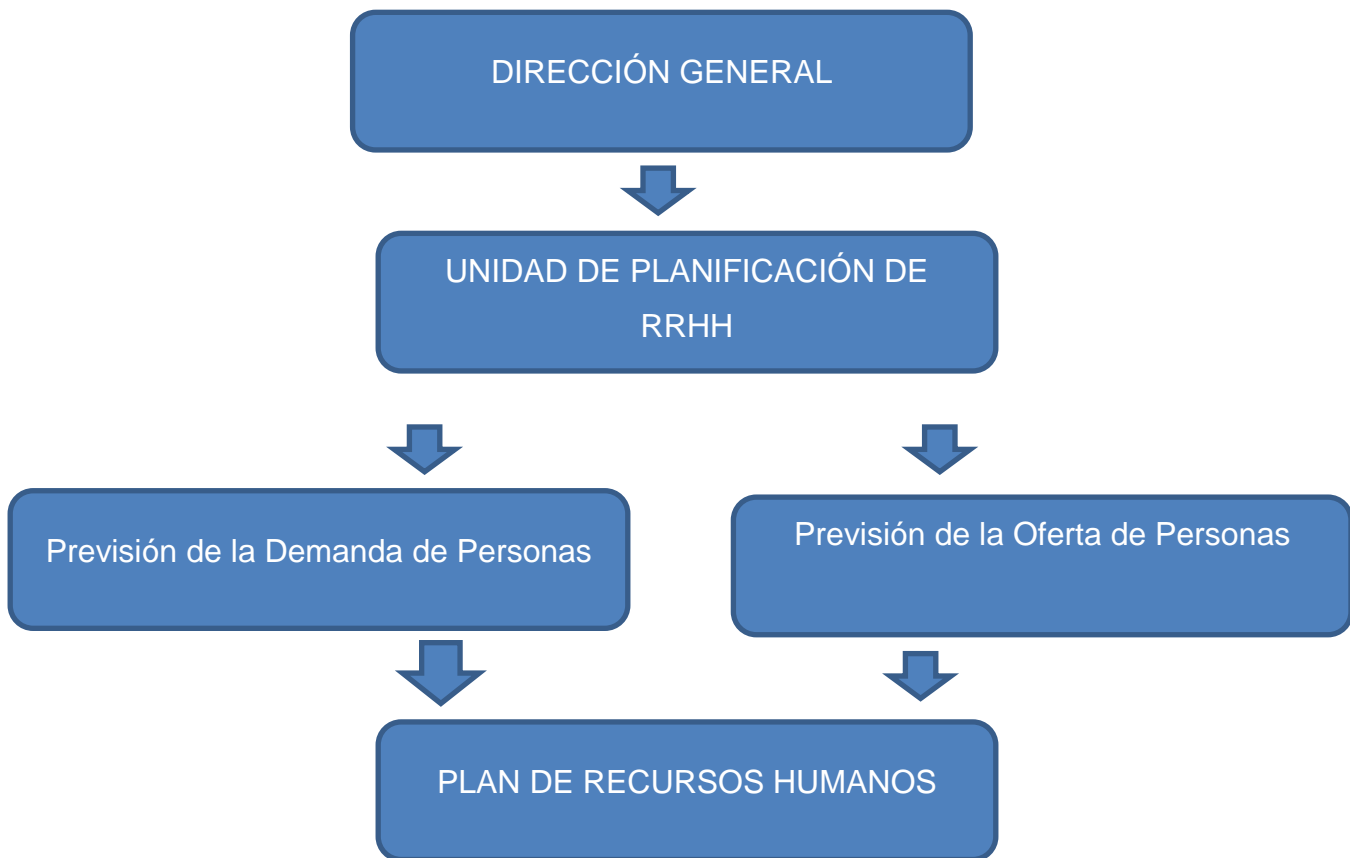 DIRECCIÓN GENERAL
UNIDAD DE PLANIFICACIÓN DE
RRHH
Previsión de la Demanda de Personas
Previsión de la Oferta de Personas
PLAN DE RECURSOS HUMANOS